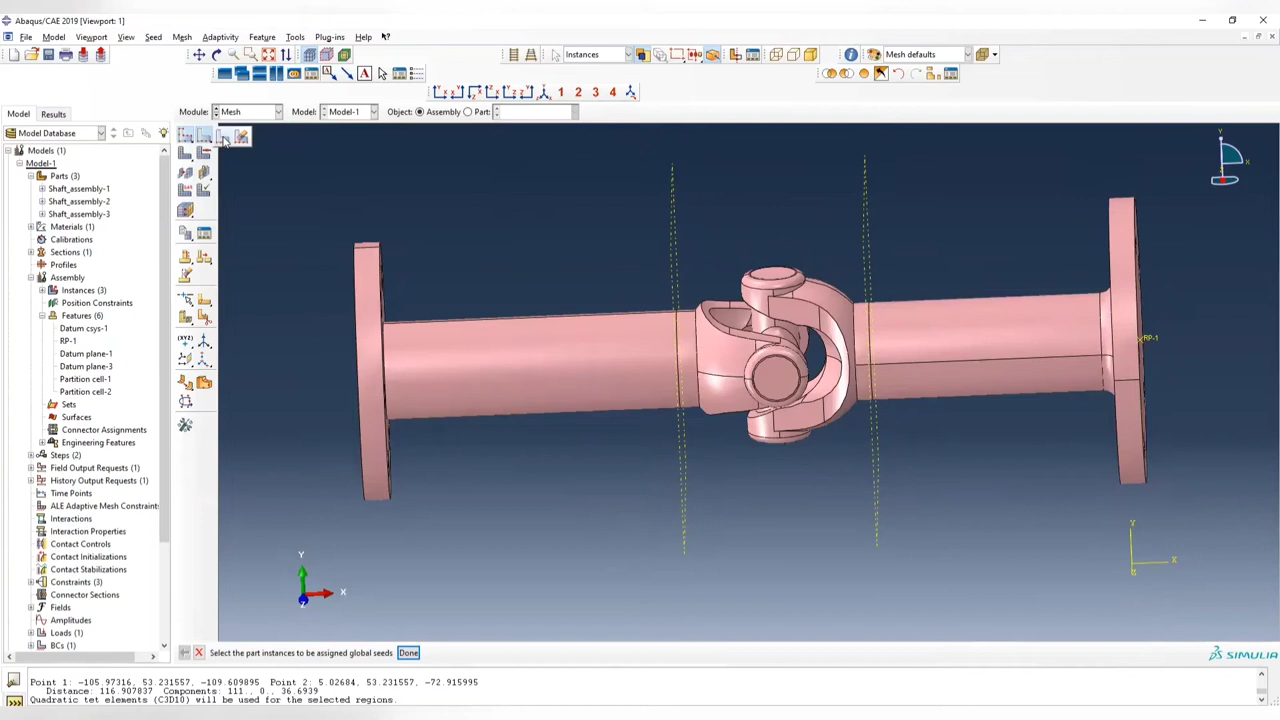 Abaqus/CAE 2019 [Viewport: 1]
File Model Viewport View Seed Mesh Adaptivity Feature Tools Plug-ins Help
Instances Mesh defaults
1 2 3 4
Model Results Module: Mesh Model: Model-1 Object: Assembly Part:
Model Database
Models (1)
Model-1
Parts (3)
Shaft_assembly-1
Shaft_assembly-2
Shaft_assembly-3
Materials (1)
Calibrations
Sections (1)
Profiles
Assembly
Instances (3)
Position Constraints
Features (6)
Datum csys-1
RP-1
Datum plane-1
Datum plane-3
Partition cell-1
Partition cell-2
Sets
Surfaces
Connector Assignments
Engineering Features
Steps (2)
Field Output Requests (1)
History Output Requests (1)
Time Points
ALE Adaptive Mesh Constraints
Interactions
Interaction Properties
Contact Controls
Contact Initializations
Contact Stabilizations
Constraints (3)
Connector Sections
Fields
Amplitudes
Loads (1)
BCs (1)
Y
X
RP-1
Y
X
Z
Y
X
Z
Select the part instances to be assigned global seeds Done
SIMULIA
Point 1: -105.97316, 53.231557, -109.609895 Point 2: 5.02684, 53.231557, -72.915995
Distance: 116.907837 Components: 111., 0., 36.6939
Quadratic tet elements (C3D10) will be used for the selected regions.